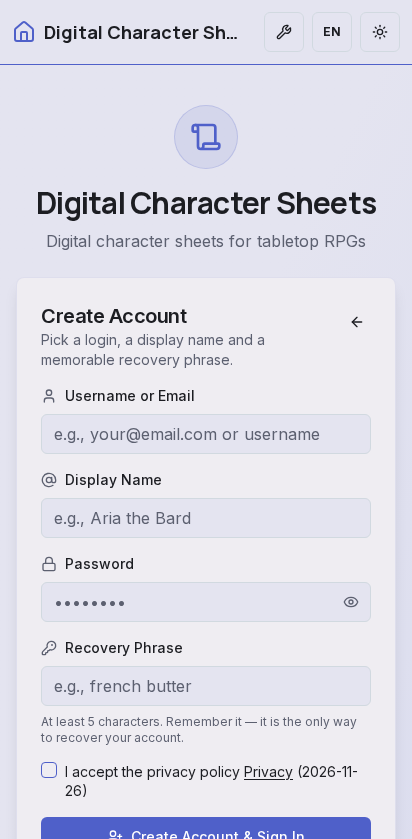 Digital Character Sh...
EN
Digital Character Sheets
Digital character sheets for tabletop RPGs
Create Account
Pick a login, a display name and a
memorable recovery phrase.
Username or Email
e.g., your@email.com or username
Display Name
e.g., Aria the Bard
Password
••••••••
Recovery Phrase
e.g., french butter
At least 5 characters. Remember it — it is the only way
to recover your account.
I accept the privacy policy Privacy (2026-11-
26)
Create Account & Sign In